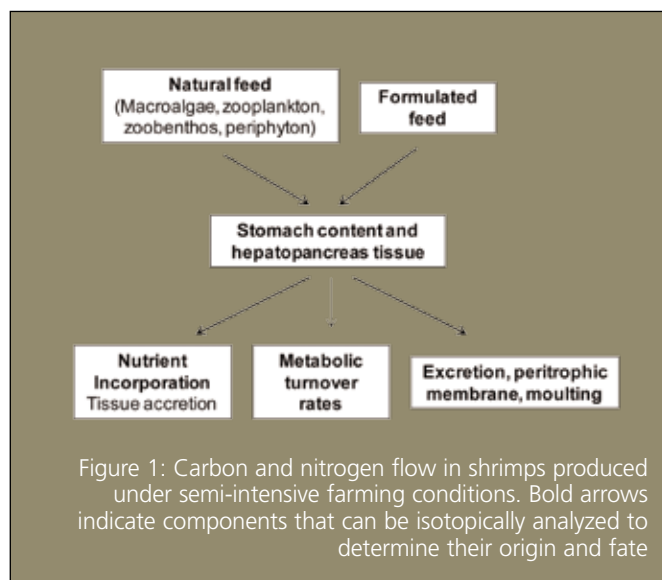 Natural feed
(Macroalgae, zooplankton,
zoobenthos, periphyton)
Formulated
feed
Stomach content and
hepatopancreas tissue
Nutrient
Incorporation
Tissue accretion
Metabolic
turnover
rates
Excretion, peritrophic
membrane, moulting
Figure 1: Carbon and nitrogen flow in shrimps produced
under semi-intensive farming conditions. Bold arrows
indicate components that can be isotopically analyzed to
determine their origin and fate